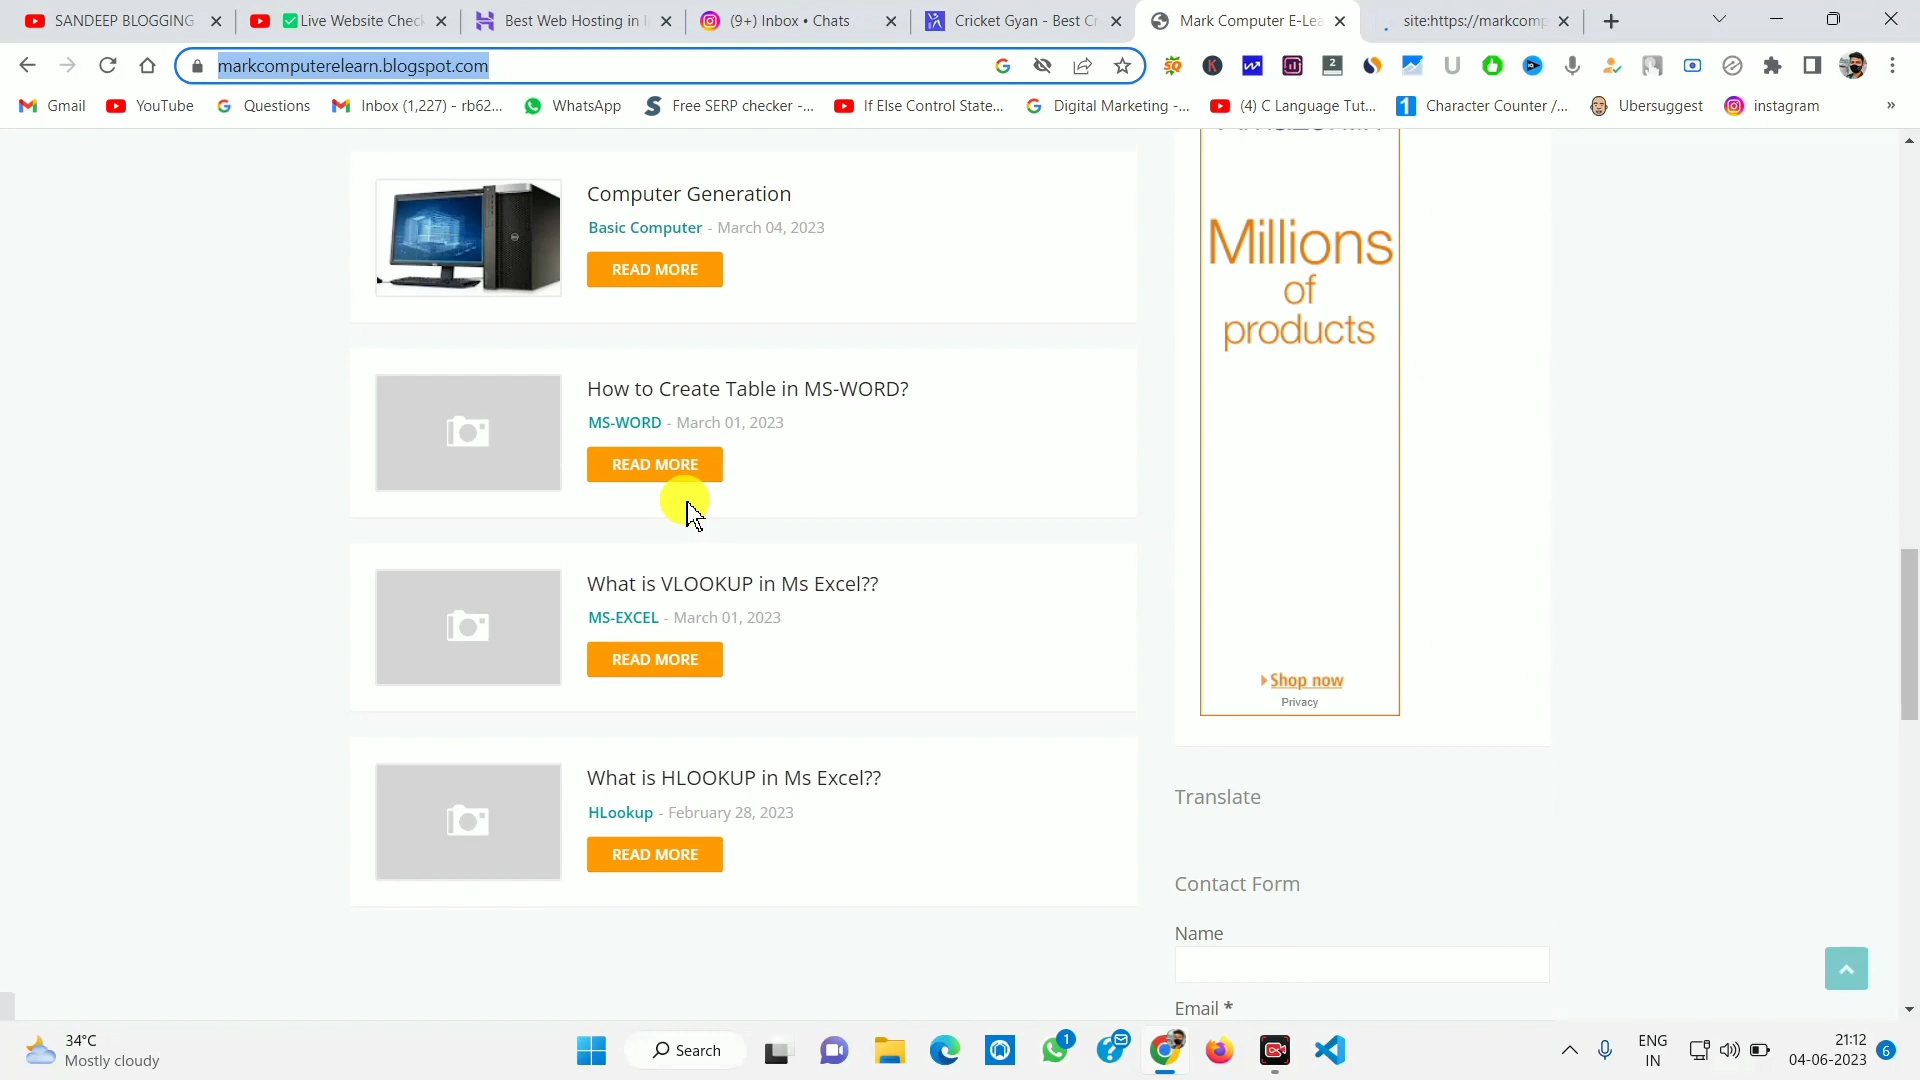 SANDEEP BLOGGING
Live Website Chec
Best Web Hosting in
(9+) Inbox • Chats
Cricket Gyan - Best Cr
Mark Computer E-Lea
site:https://markcomp
markcomputerelearn.blogspot.com
Gmail
YouTube
Questions
Inbox (1,227) - rb62...
WhatsApp
Free SERP checker -...
If Else Control State...
Digital Marketing -...
(4) C Language Tut...
Character Counter /...
Ubersuggest
instagram
»
Computer Generation
Basic Computer - March 04, 2023
READ MORE
How to Create Table in MS-WORD?
MS-WORD - March 01, 2023
READ MORE
What is VLOOKUP in Ms Excel??
MS-EXCEL - March 01, 2023
READ MORE
What is HLOOKUP in Ms Excel??
HLookup - February 28, 2023
READ MORE
Millions
of
products
Shop now
Privacy
Translate
Contact Form
Name
Email *
34°C
Mostly cloudy
Search
1
ENG
IN
21:12
04-06-2023
6